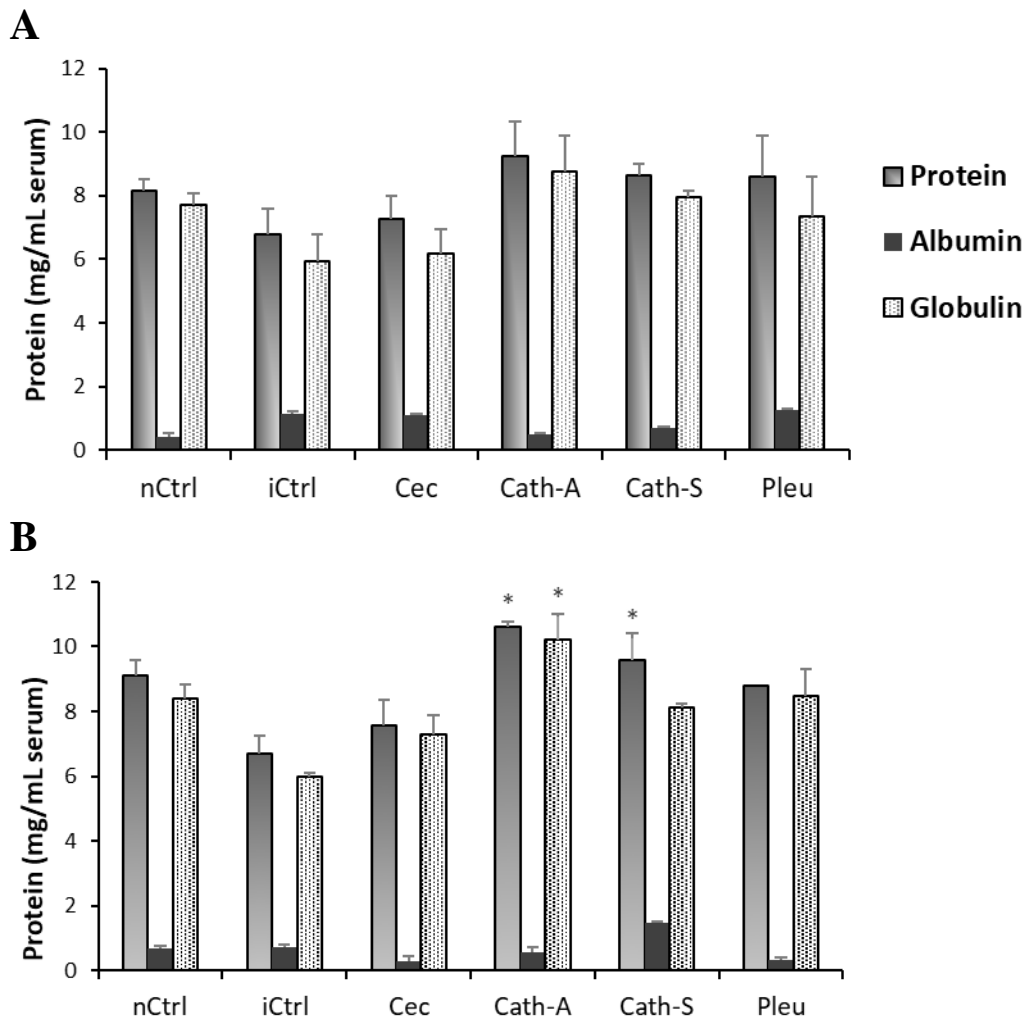 A
Protein (mg/mL serum)
12
10
8
6
4
2
0
nCtrl iCtrl Cec Cath-A Cath-S Pleu
Protein
Albumin
Globulin
B
Protein (mg/mL serum)
12
10
8
6
4
2
0
* * *
nCtrl iCtrl Cec Cath-A Cath-S Pleu